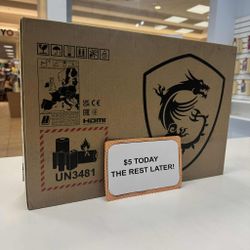 HDMI
UN3481
$5 TODAY
THE REST LATER!